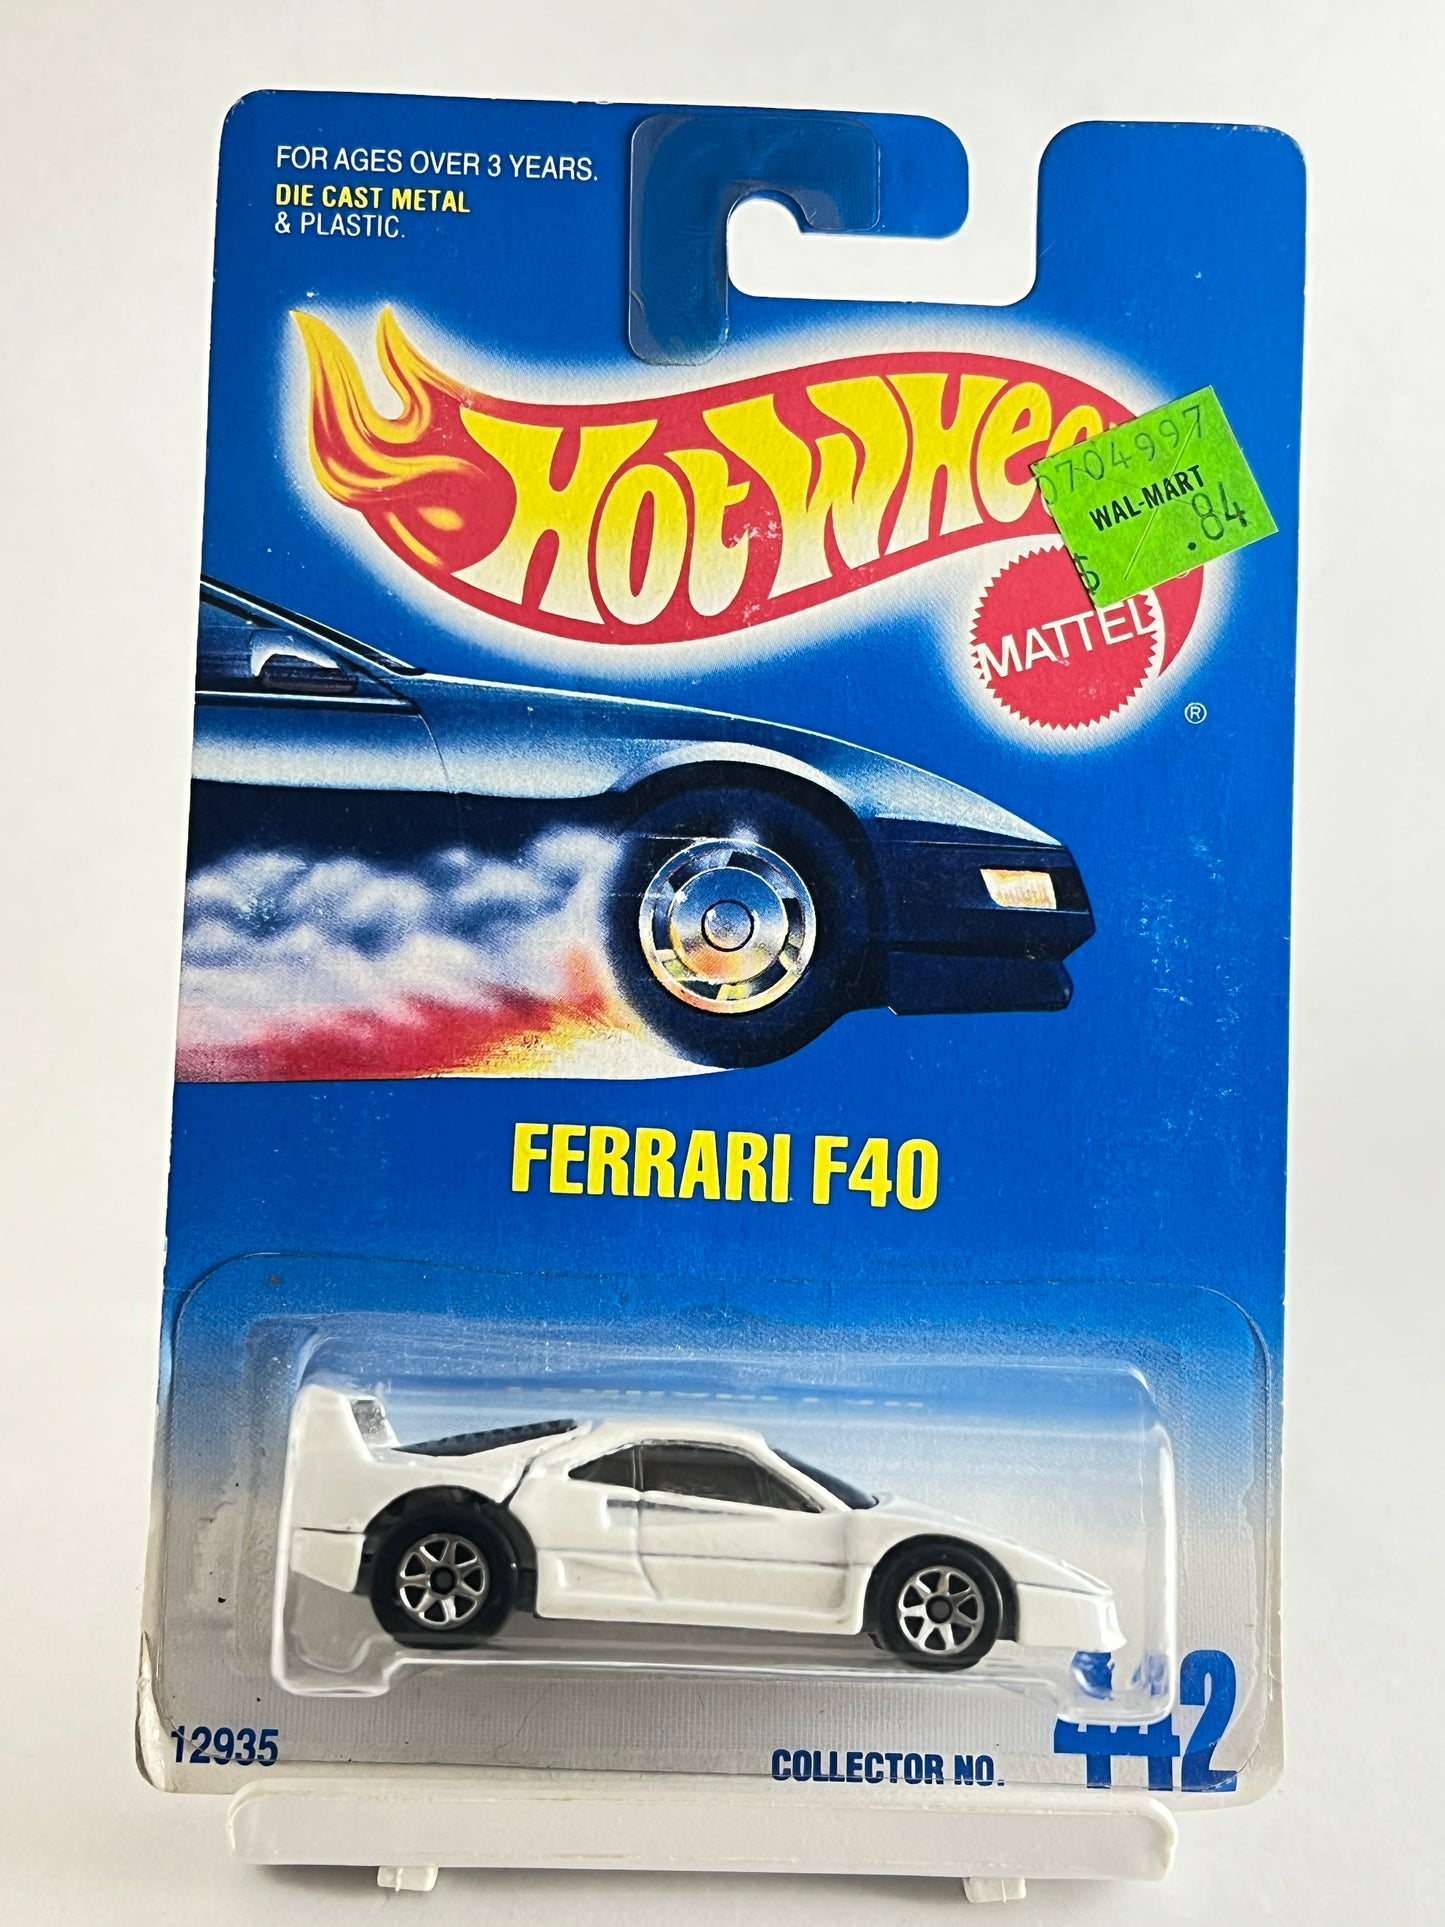 FOR AGES OVER 3 YEARS.
DIE CAST METAL
& PLASTIC.
HOT WHEE
0704997
WAL-MART
$ .84
MATTEL
®
FERRARI F40
12935
COLLECTOR NO. 442